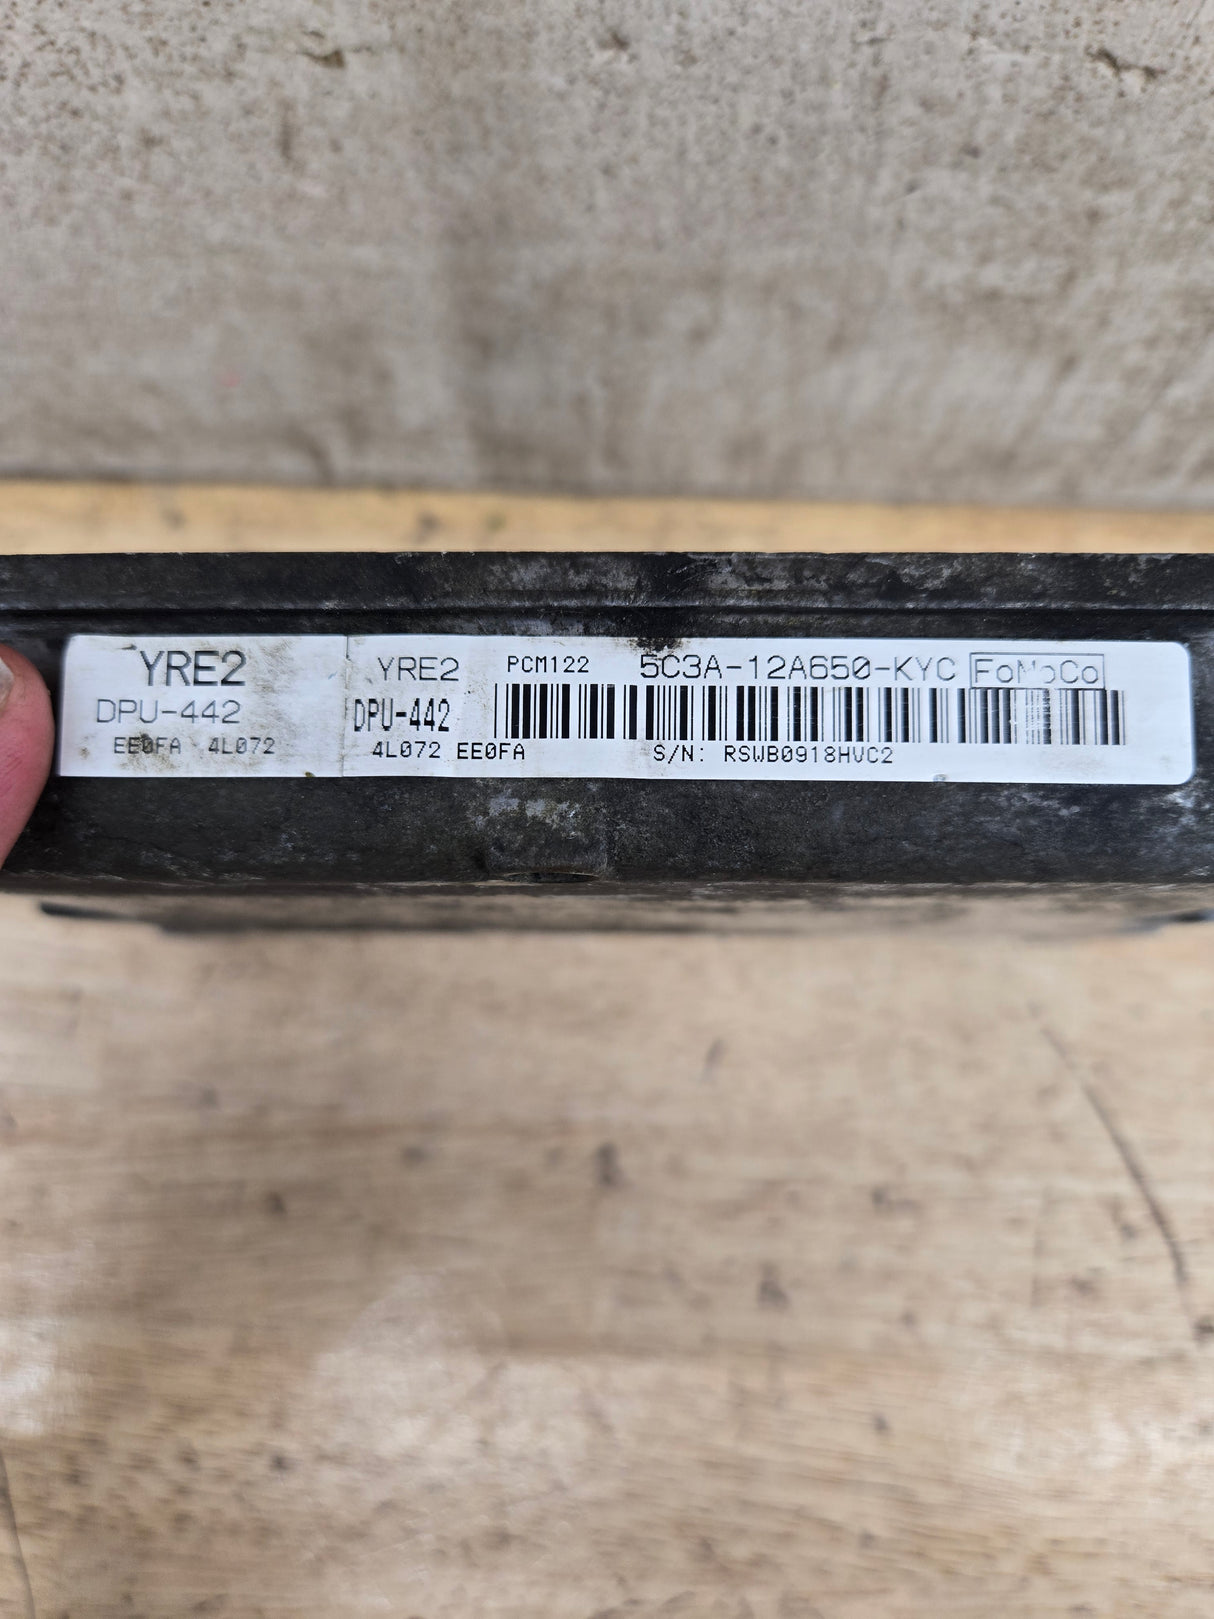 YRE2
DPU-442
EE0FA 4L072
YRE2 PCM122 5C3A-12A650-KYC FoMoCo
DPU-442
4L072 EE0FA S/N: RSWB0918HVC2